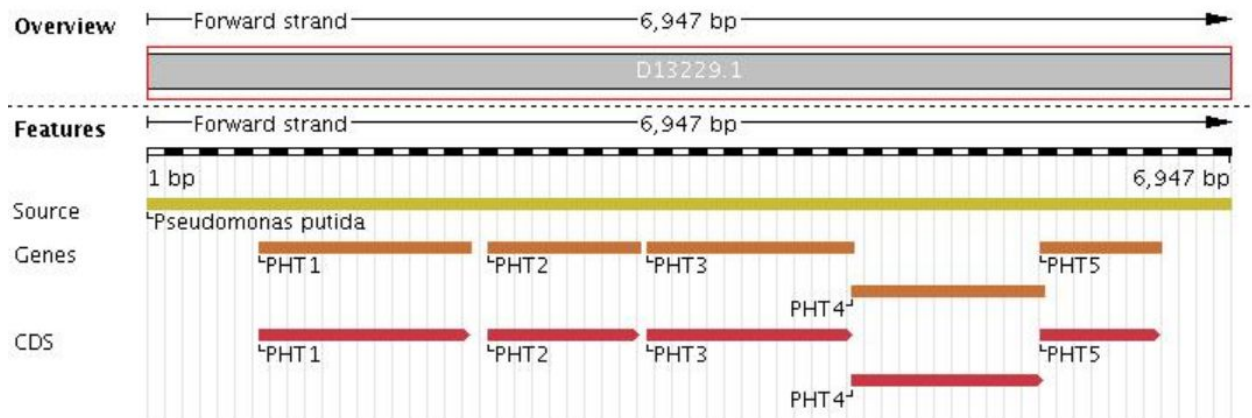 Overview Forward strand 6,947 bp
D13229.1
Features Forward strand 6,947 bp
1 bp 6,947 bp
Source
Pseudomonas putida
Genes
PHT1 PHT2 PHT3 PHT5
PHT4
CDS
PHT1 PHT2 PHT3 PHT5
PHT4